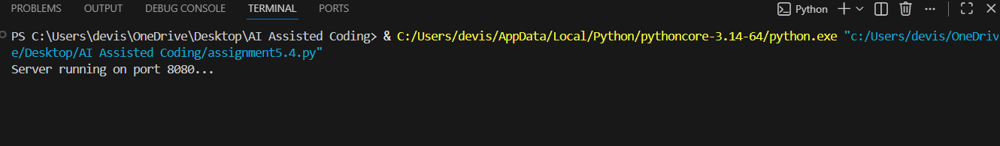 PROBLEMS OUTPUT DEBUG CONSOLE TERMINAL PORTS Python
PS C:\Users\devis\OneDrive\Desktop\AI Assisted Coding> & C:/Users/devis/AppData/Local/Python/pythoncore-3.14-64/python.exe "c:/Users/devis/OneDriv
e/Desktop/AI Assisted Coding/assignment5.4.py"
Server running on port 8080...